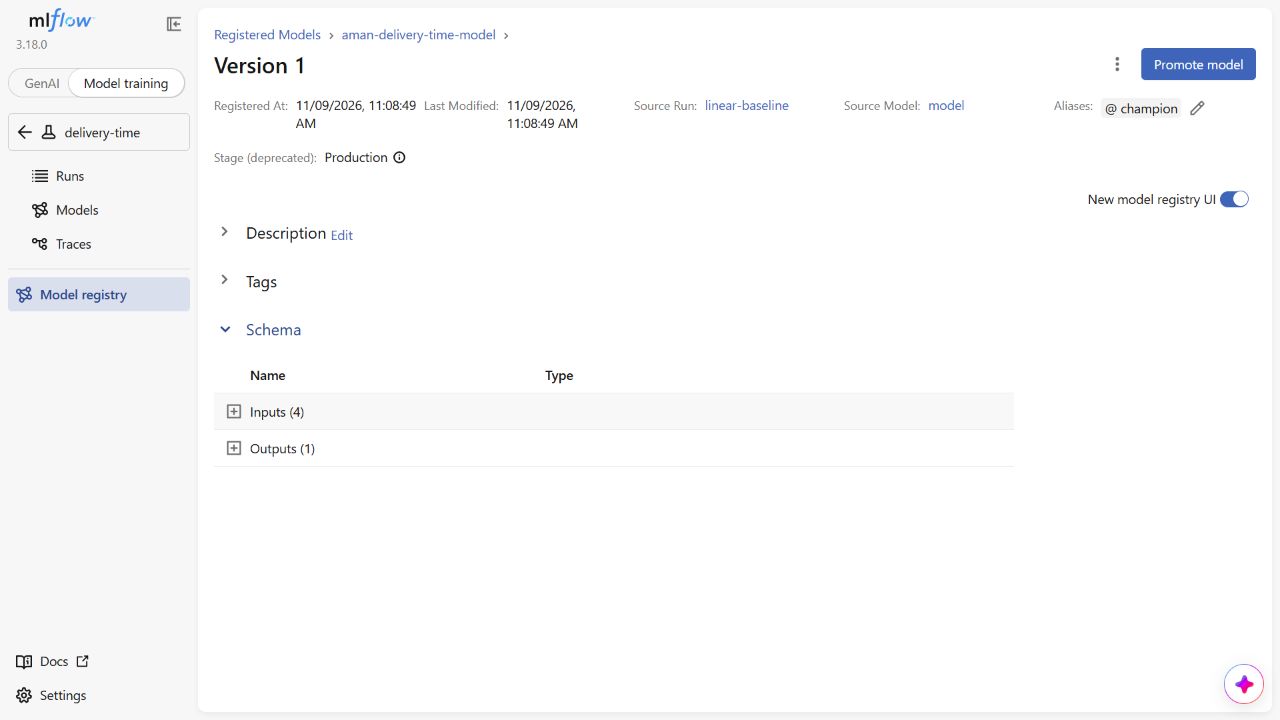 mlflow
3.18.0
GenAI
Model training
delivery-time
Runs
Models
Traces
Model registry
Docs
Settings
Registered Models
aman-delivery-time-model
Version 1
Promote model
Registered At: 11/09/2026, 11:08:49
AM
Last Modified: 11/09/2026,
11:08:49 AM
Source Run: linear-baseline
Source Model: model
Aliases: @ champion
Stage (deprecated): Production
New model registry UI
Description Edit
Tags
Schema
Name Type
Inputs (4)
Outputs (1)